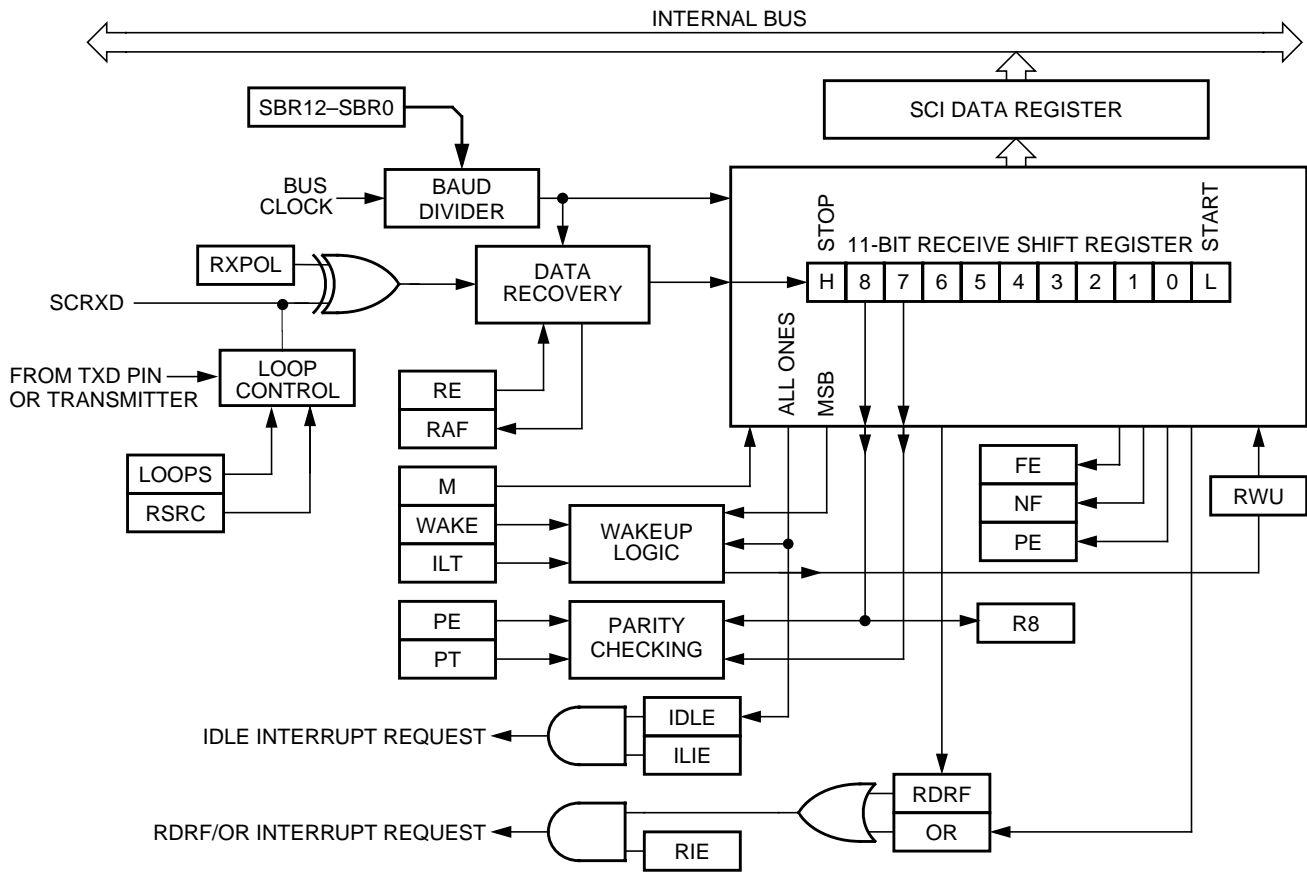 INTERNAL BUS
SBR12–SBR0
SCI DATA REGISTER
BUS
CLOCK
BAUD
DIVIDER
STOP
START
11-BIT RECEIVE SHIFT REGISTER
RXPOL
DATA
RECOVERY
H 8 7 6 5 4 3 2 1 0 L
SCRXD
ALL ONES
MSB
FROM TXD PIN
OR TRANSMITTER
LOOP
CONTROL
RE
RAF
LOOPS
RSRC
M
WAKE
ILT
WAKEUP
LOGIC
FE
NF
PE
RWU
PE
PT
PARITY
CHECKING
R8
IDLE INTERRUPT REQUEST
IDLE
ILIE
RDRF/OR INTERRUPT REQUEST
RDRF
OR
RIE